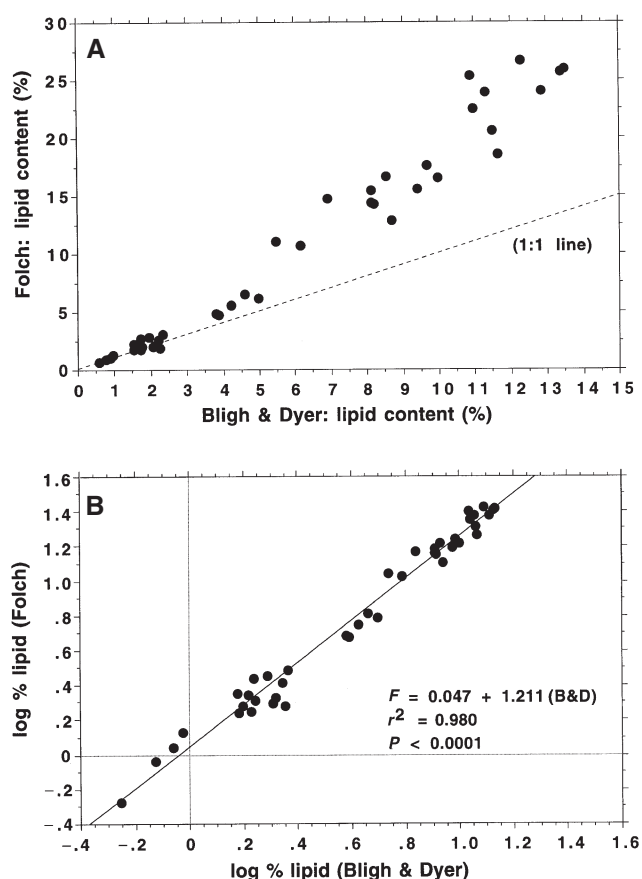 A
Folch: lipid content (%)
30
25
20
15
10
5
0
(1:1 line)
0 1 2 3 4 5 6 7 8 9 10 11 12 13 14 15
Bligh & Dyer: lipid content (%)
B
log % lipid (Folch)
1.6
1.4
1.2
1.0
.8
.6
.4
.2
0
-.2
-.4
F = 0.047 + 1.211 (B&D)
r² = 0.980
P < 0.0001
-.4 -.2 0 .2 .4 .6 .8 1.0 1.2 1.4 1.6
log % lipid (Bligh & Dyer)